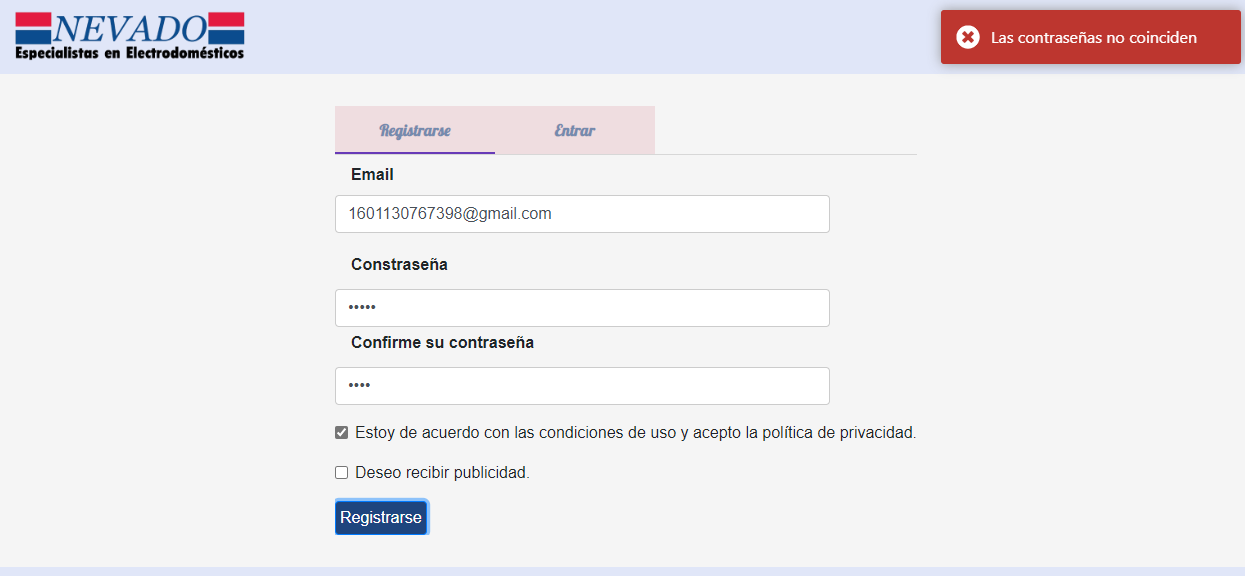 NEVADO
Especialistas en Electrodomésticos
Las contraseñas no coinciden
Registrarse Entrar
Email
1601130767398@gmail.com
Constraseña
•••••
Confirme su contraseña
••••
Estoy de acuerdo con las condiciones de uso y acepto la política de privacidad.
Deseo recibir publicidad.
Registrarse